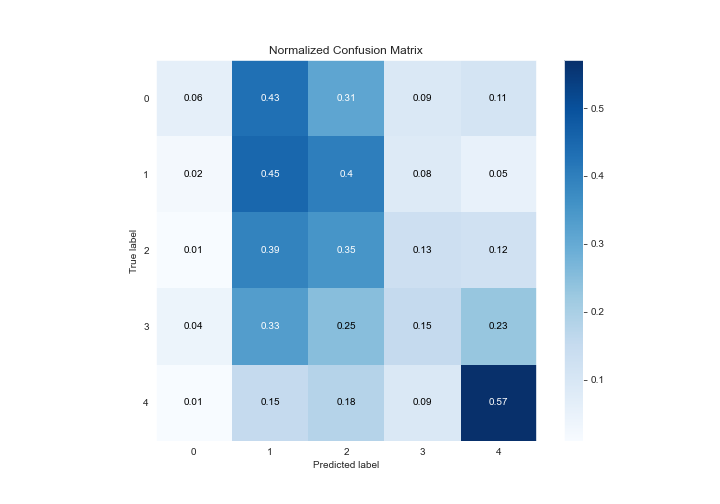 Normalized Confusion Matrix
0 0.06 0.43 0.31 0.09 0.11
0.5
1 0.02 0.45 0.4 0.08 0.05
0.4
True label
2 0.01 0.39 0.35 0.13 0.12
0.3
3 0.04 0.33 0.25 0.15 0.23
0.2
4 0.01 0.15 0.18 0.09 0.57
0.1
0 1 2 3 4
Predicted label